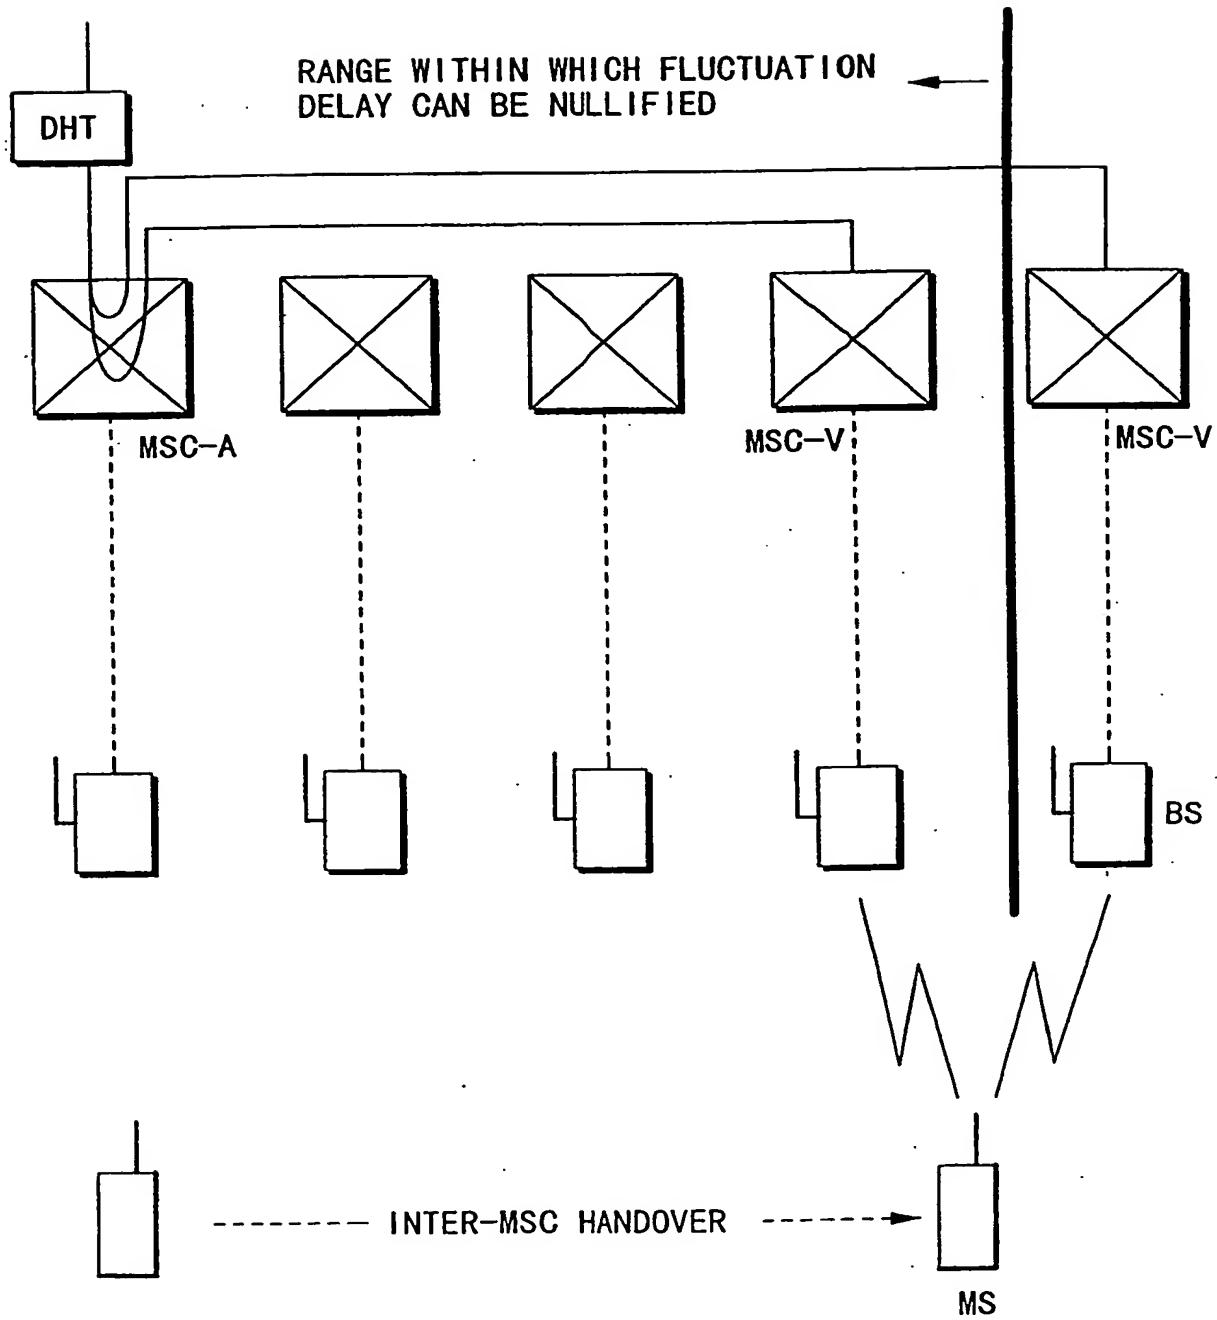 RANGE WITHIN WHICH FLUCTUATION
DELAY CAN BE NULLIFIED
DHT
MSC-A
MSC-V
MSC-V
BS
INTER-MSC HANDOVER
MS